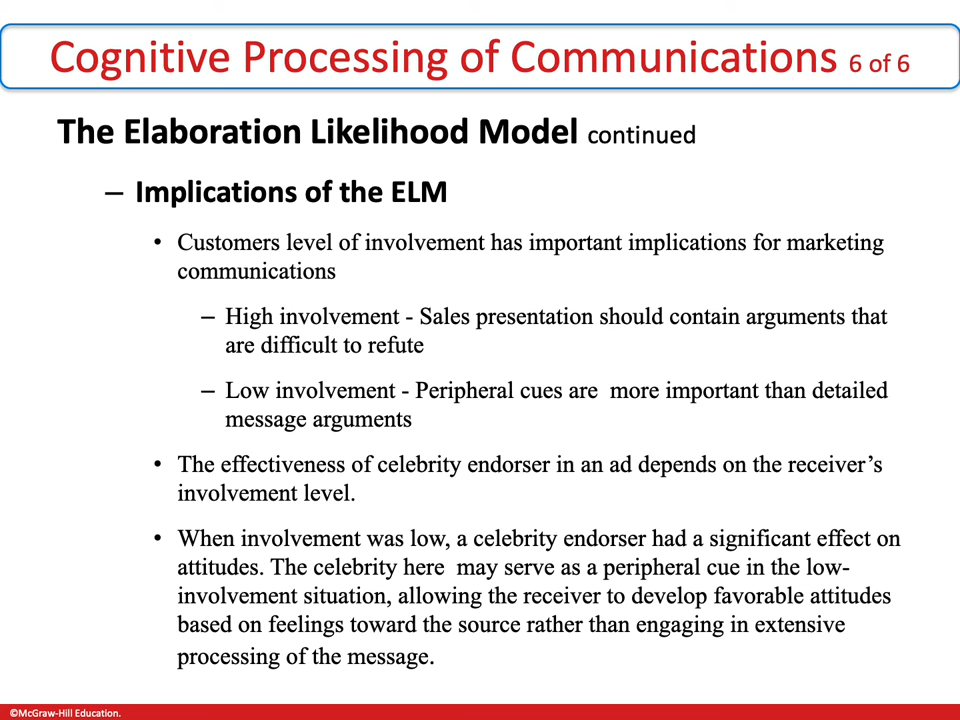 Cognitive Processing of Communications 6 of 6
The Elaboration Likelihood Model continued
– Implications of the ELM
• Customers level of involvement has important implications for marketing
communications
– High involvement - Sales presentation should contain arguments that
are difficult to refute
– Low involvement - Peripheral cues are  more important than detailed
message arguments
• The effectiveness of celebrity endorser in an ad depends on the receiver’s
involvement level.
• When involvement was low, a celebrity endorser had a significant effect on
attitudes. The celebrity here  may serve as a peripheral cue in the low-
involvement situation, allowing the receiver to develop favorable attitudes
based on feelings toward the source rather than engaging in extensive
processing of the message.
©McGraw-Hill Education.